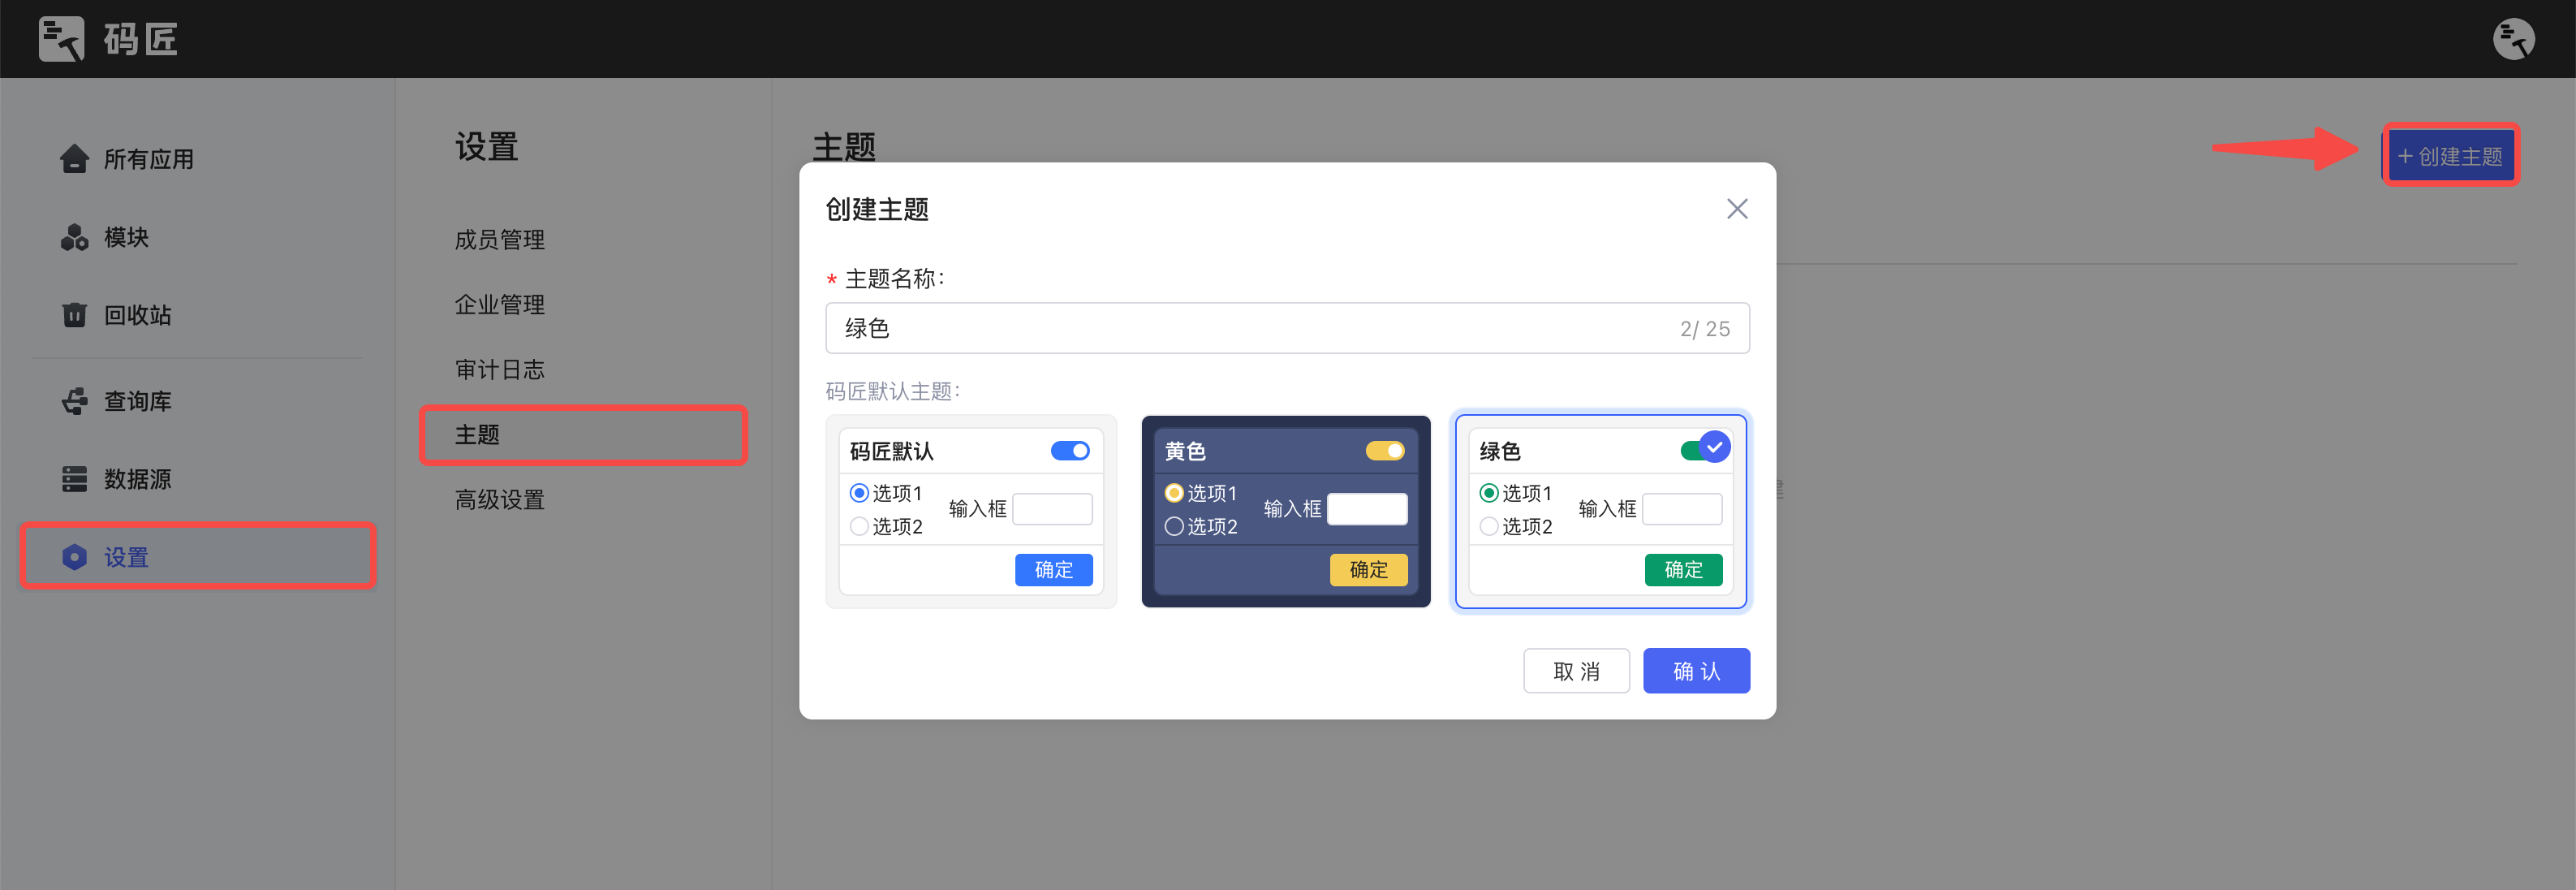 码匠
所有应用
模块
回收站
查询库
数据源
设置
设置
成员管理
企业管理
审计日志
主题
高级设置
主题
+ 创建主题
创建主题
* 主题名称：
绿色
2/ 25
码匠默认主题：
码匠默认
选项1
选项2
输入框
确定
黄色
选项1
选项2
输入框
确定
绿色
选项1
选项2
输入框
确定
取 消
确 认